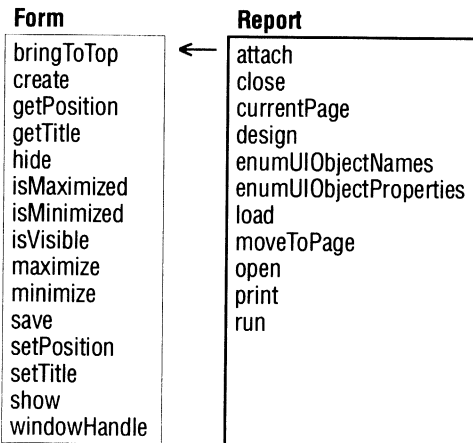 Form
bringToTop
create
getPosition
getTitle
hide
isMaximized
isMinimized
isVisible
maximize
minimize
save
setPosition
setTitle
show
windowHandle
Report
attach
close
currentPage
design
enumUIObjectNames
enumUIObjectProperties
load
moveToPage
open
print
run